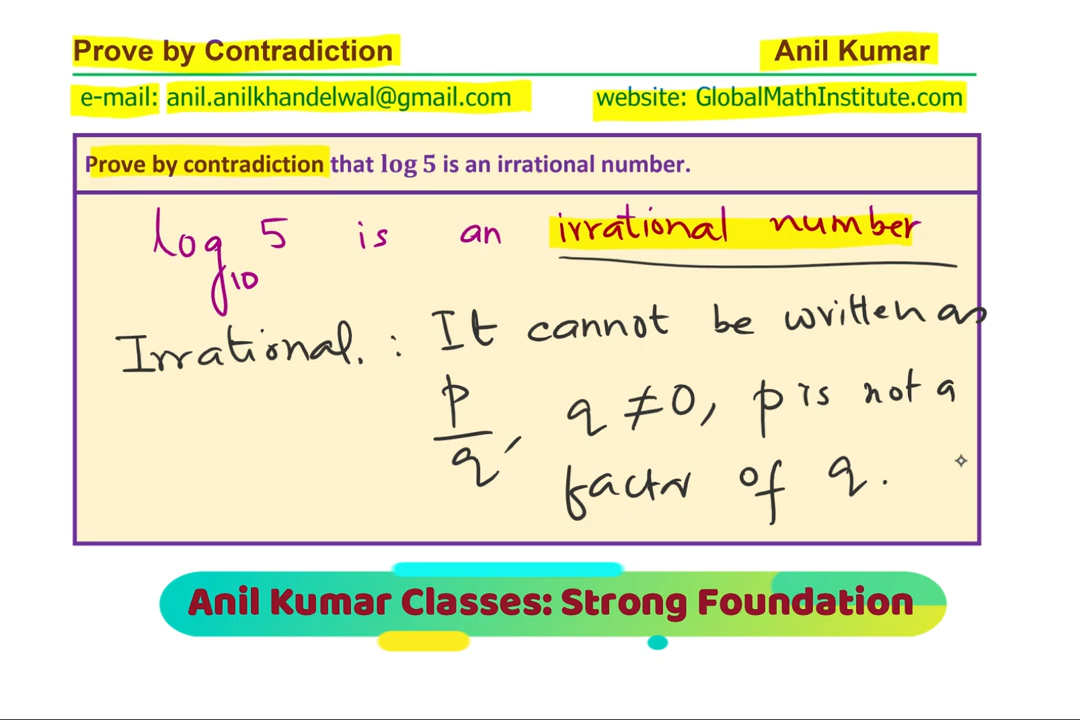 Prove by Contradiction Anil Kumar
e-mail: anil.anilkhandelwal@gmail.com website: GlobalMathInstitute.com
Prove by contradiction that log 5 is an irrational number.
log₁₀ 5 is an irrational number
Irrational. : It cannot be written as
p/q, q ≠ 0, p is not a
factor of q.
Anil Kumar Classes: Strong Foundation